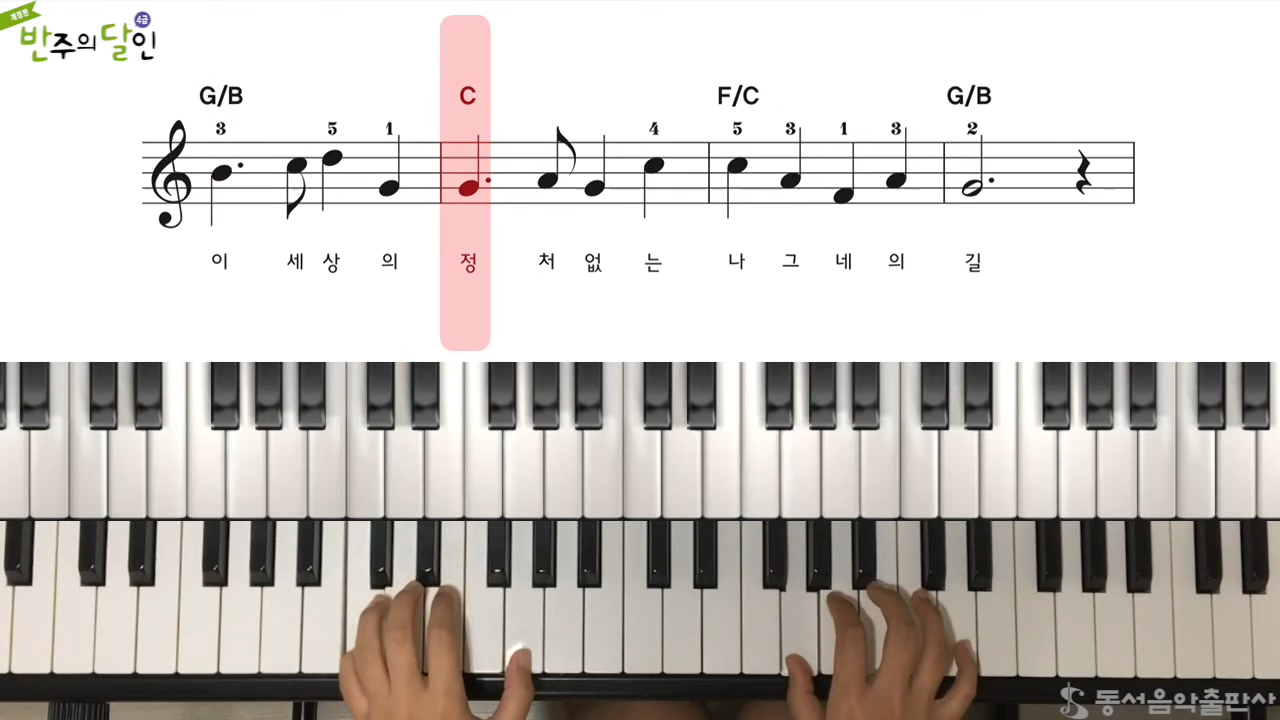 개정판
4급
반주의달인
G/B C F/C G/B
3 5 1 4 5 3 1 3 2
이 세 상 의 정 처 없 는 나 그 네 의 길
동서음악출판사